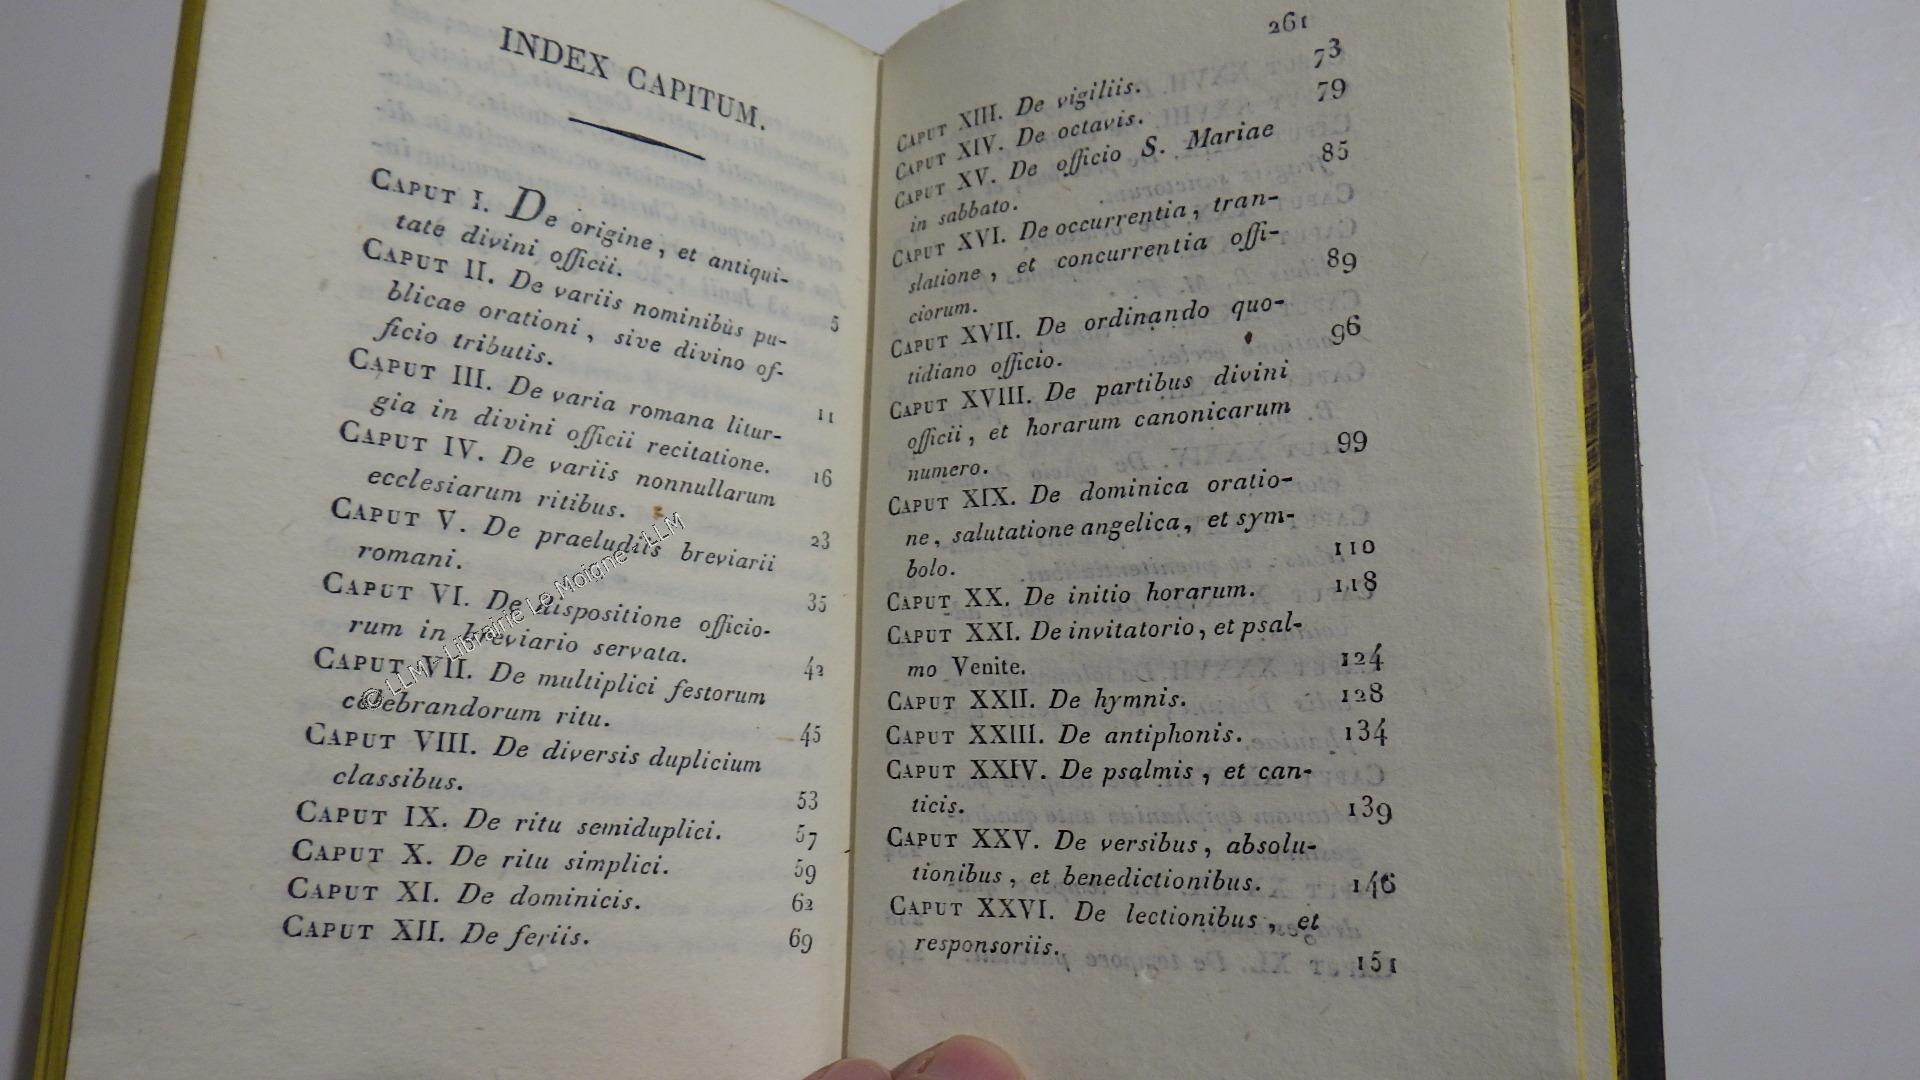 INDEX CAPITUM.
CAPUT I. De origine, et antiqui-
tate divini officii. 5
CAPUT II. De variis nominibùs pu-
blicae orationi, sive divino of-
ficio tributis. 11
CAPUT III. De varia romana litur-
gia in divini officii recitatione. 16
CAPUT IV. De variis nonnullarum
ecclesiarum ritibus. 23
CAPUT V. De praeludiis breviarii
romani. 35
CAPUT VI. De dispositione officio-
rum in breviario servata. 42
CAPUT VII. De multiplici festorum
celebrandorum ritu. 45
CAPUT VIII. De diversis duplicium
classibus. 53
CAPUT IX. De ritu semiduplici. 57
CAPUT X. De ritu simplici. 59
CAPUT XI. De dominicis. 62
CAPUT XII. De feriis. 69
© LLM - Librairie Le Moigne - LLM
261
CAPUT XIII. De vigiliis. 73
CAPUT XIV. De octavis. 79
CAPUT XV. De officio S. Mariae
in sabbato. 85
CAPUT XVI. De occurrentia, tran-
slatione, et concurrentia offi-
ciorum. 89
CAPUT XVII. De ordinando quo-
tidiano officio. 96
CAPUT XVIII. De partibus divini
officii, et horarum canonicarum
numero. 99
CAPUT XIX. De dominica oratio-
ne, salutatione angelica, et sym-
bolo. 110
CAPUT XX. De initio horarum. 118
CAPUT XXI. De invitatorio, et psal-
mo Venite. 124
CAPUT XXII. De hymnis. 128
CAPUT XXIII. De antiphonis. 134
CAPUT XXIV. De psalmis, et can-
ticis. 139
CAPUT XXV. De versibus, absolu-
tionibus, et benedictionibus. 146
CAPUT XXVI. De lectionibus, et
responsoriis. 151